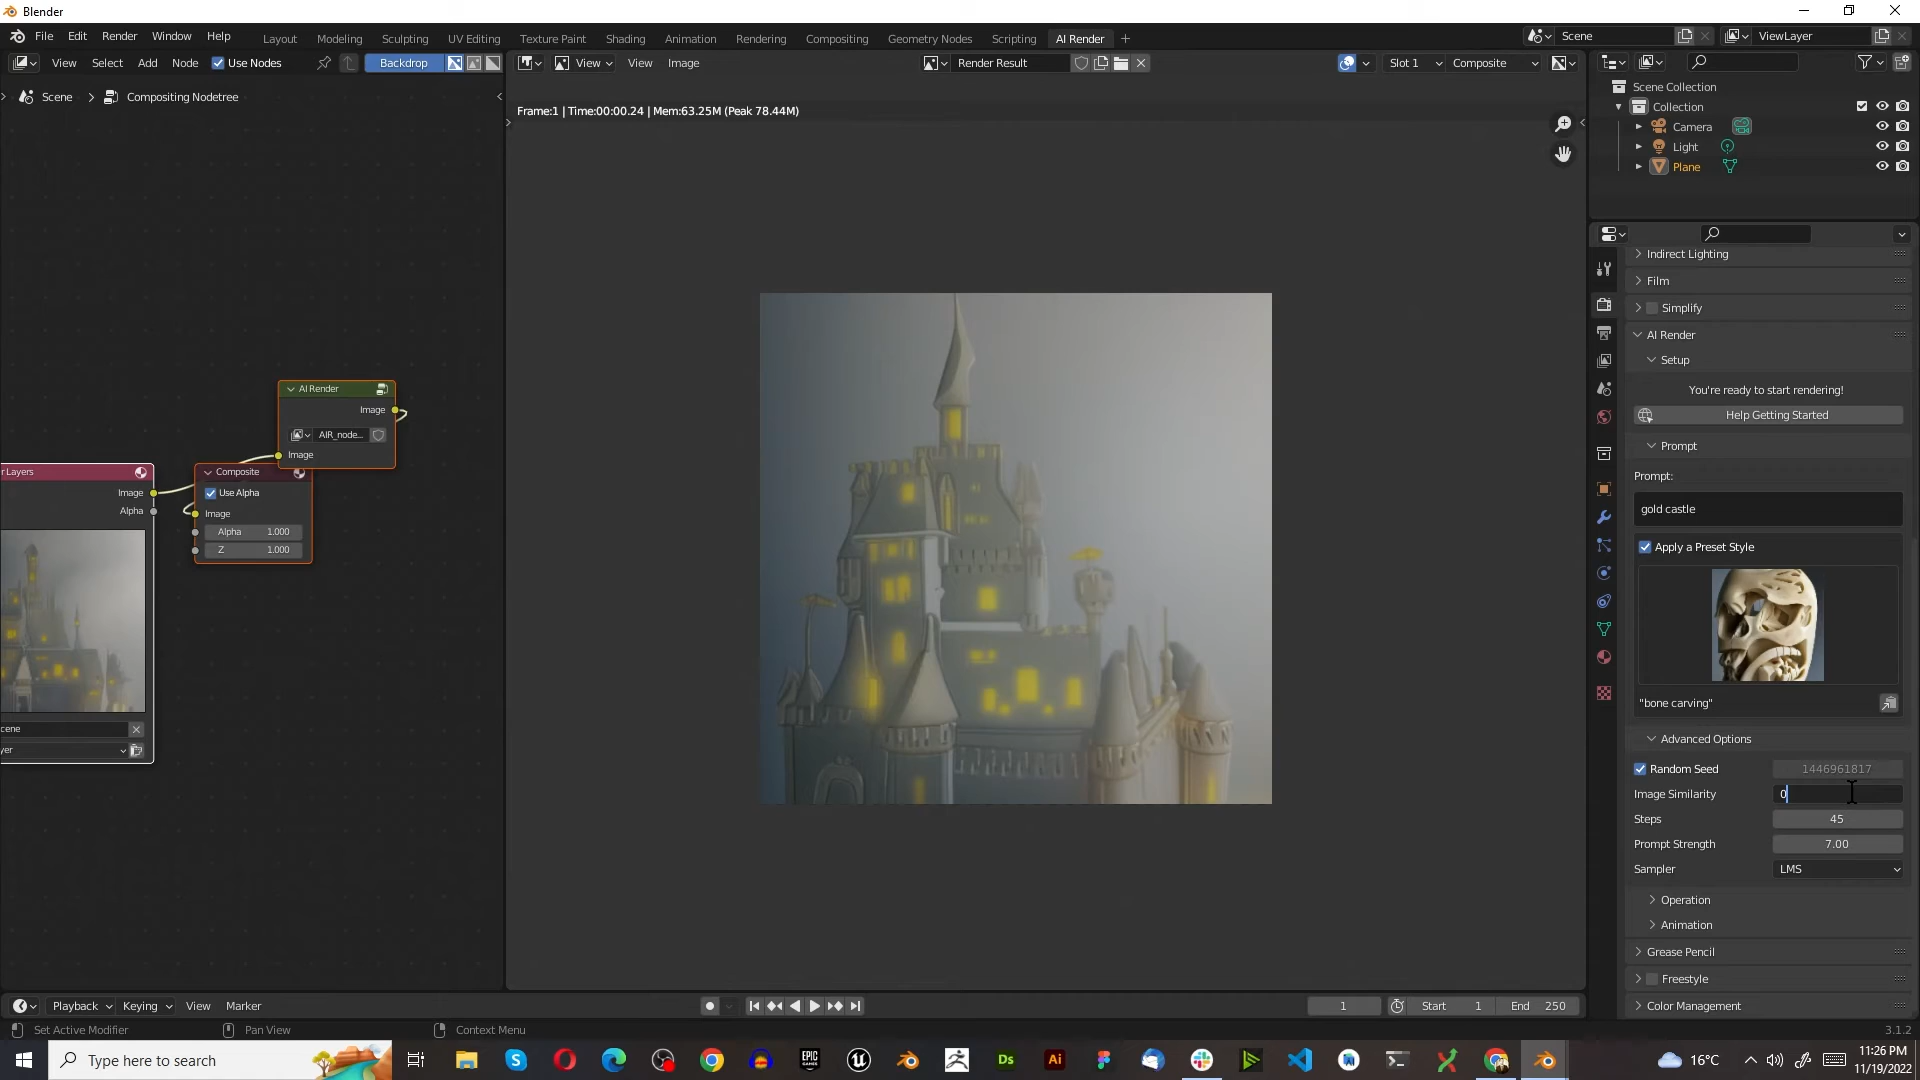 Blender
File Edit Render Window Help
Layout Modeling Sculpting UV Editing Texture Paint Shading Animation Rendering Compositing Geometry Nodes Scripting AI Render +
Scene
ViewLayer
View Select Add Node Use Nodes Backdrop
View View Image Render Result Slot 1 Composite
Scene > Compositing Nodetree
Frame:1 | Time:00:00.24 | Mem:63.25M (Peak 78.44M)
Scene Collection
Collection
Camera
Light
Plane
AI Render
Image
AIR_node...
Image
r Layers
Image
Alpha
cene
yer
Composite
Use Alpha
Image
Alpha 1.000
Z 1.000
Indirect Lighting
Film
Simplify
AI Render
Setup
You're ready to start rendering!
Help Getting Started
Prompt
Prompt:
gold castle
Apply a Preset Style
"bone carving"
Advanced Options
Random Seed 1446961817
Image Similarity 0
Steps 45
Prompt Strength 7.00
Sampler LMS
Operation
Animation
Grease Pencil
Freestyle
Color Management
Playback Keying View Marker
1 Start 1 End 250
Set Active Modifier Pan View Context Menu
3.1.2
Type here to search
Ds
Ai
16°C
11:26 PM
11/19/2022